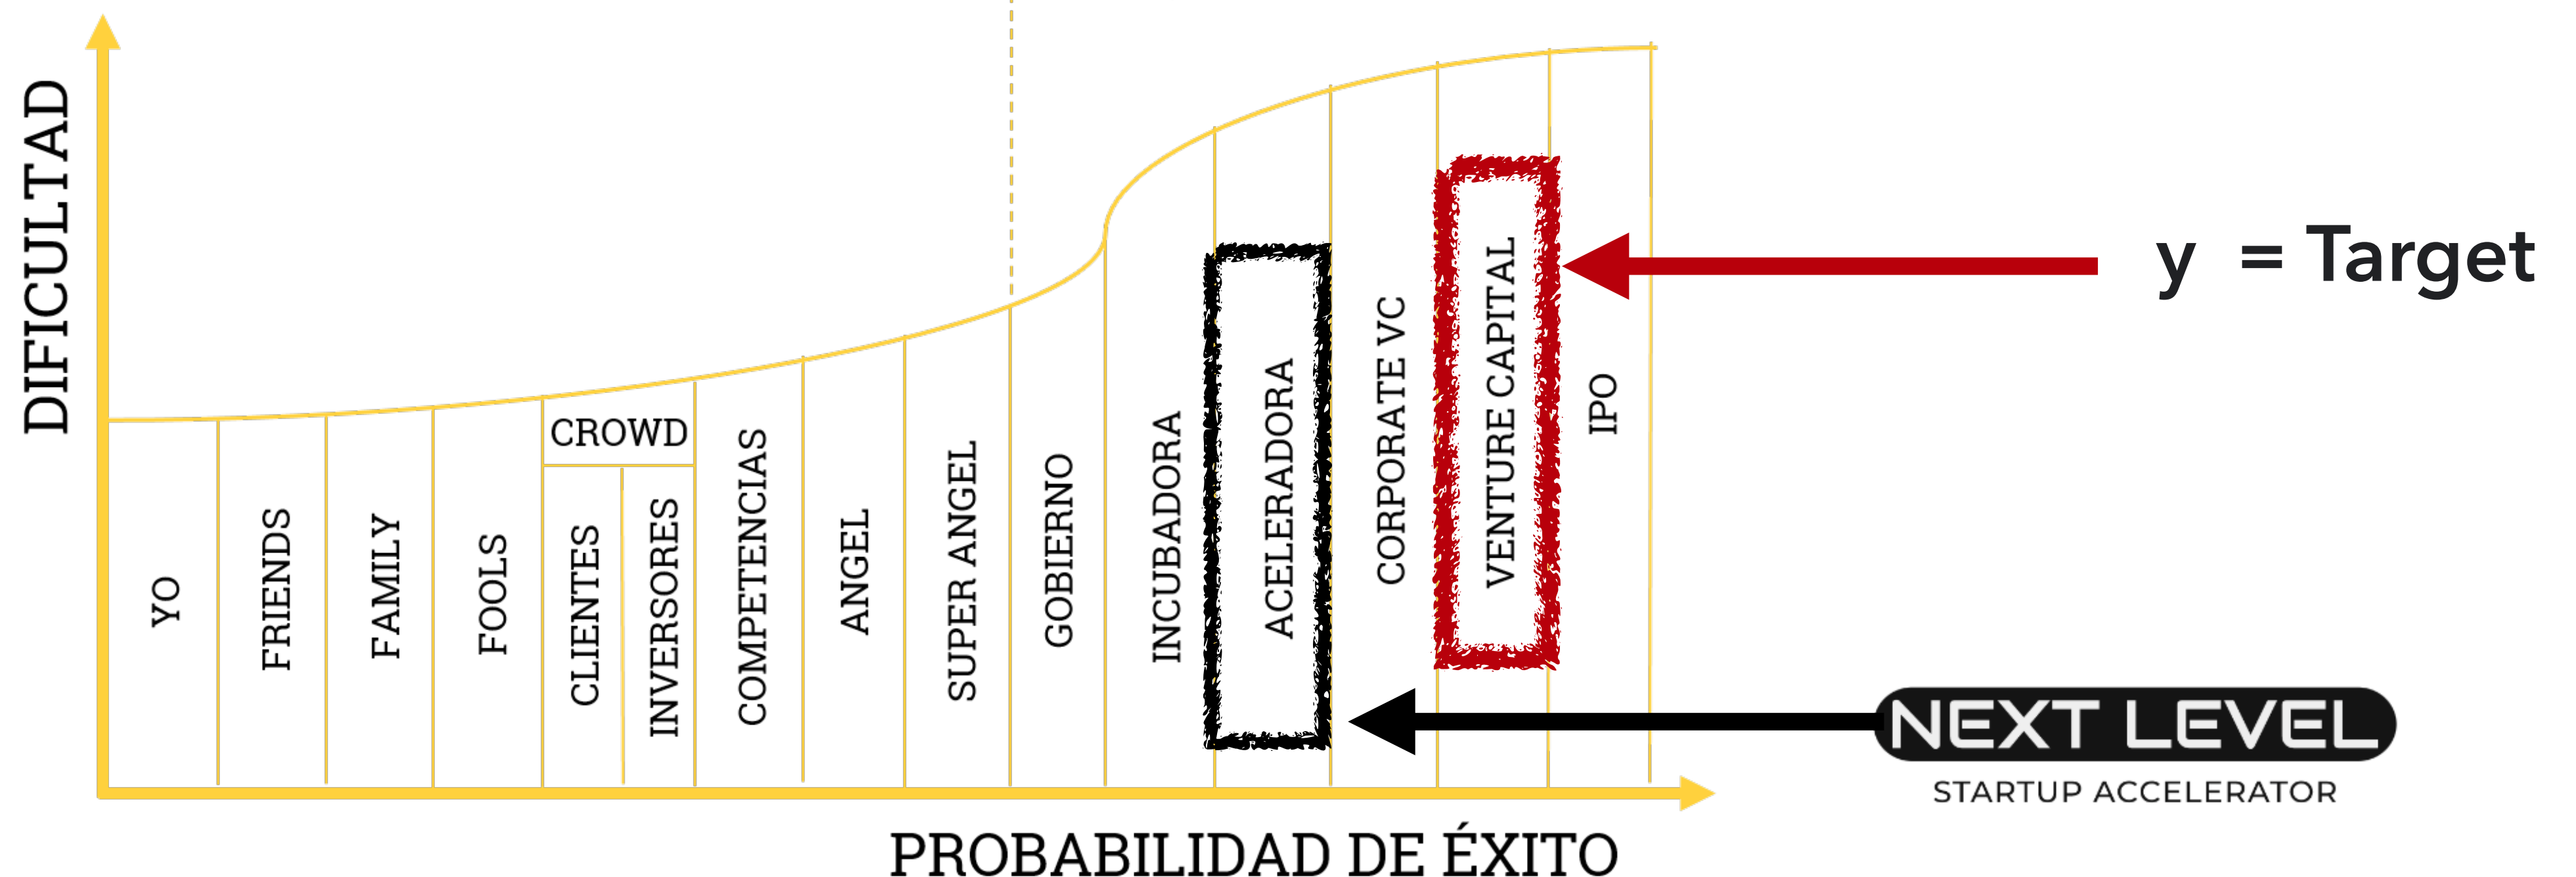 DIFICULTAD
YO
FRIENDS
FAMILY
FOOLS
CROWD
CLIENTES
INVERSORES
COMPETENCIAS
ANGEL
SUPER ANGEL
GOBIERNO
INCUBADORA
ACELERADORA
CORPORATE VC
VENTURE CAPITAL
IPO
y = Target
NEXT LEVEL
STARTUP ACCELERATOR
PROBABILIDAD DE ÉXITO